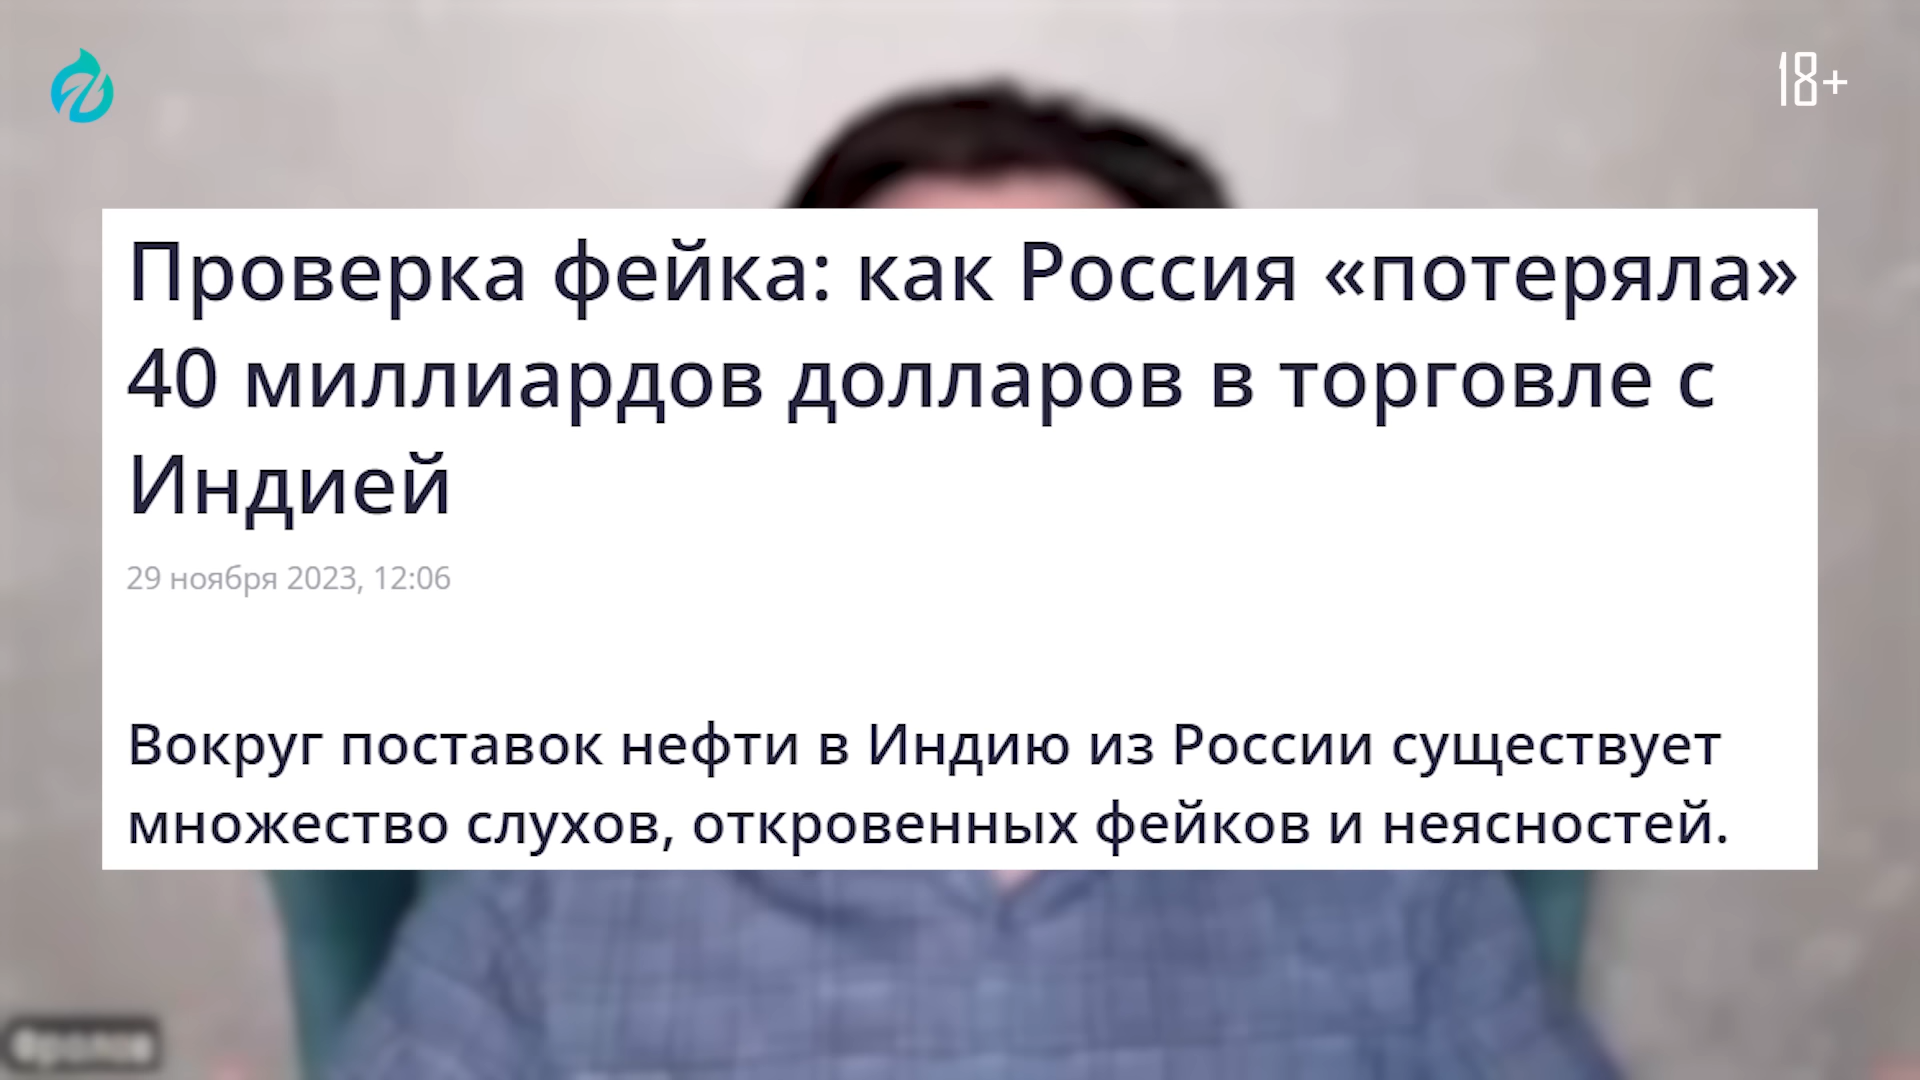 18+
Проверка фейка: как Россия «потеряла»
40 миллиардов долларов в торговле с
Индией
29 ноября 2023, 12:06
Вокруг поставок нефти в Индию из России существует
множество слухов, откровенных фейков и неясностей.